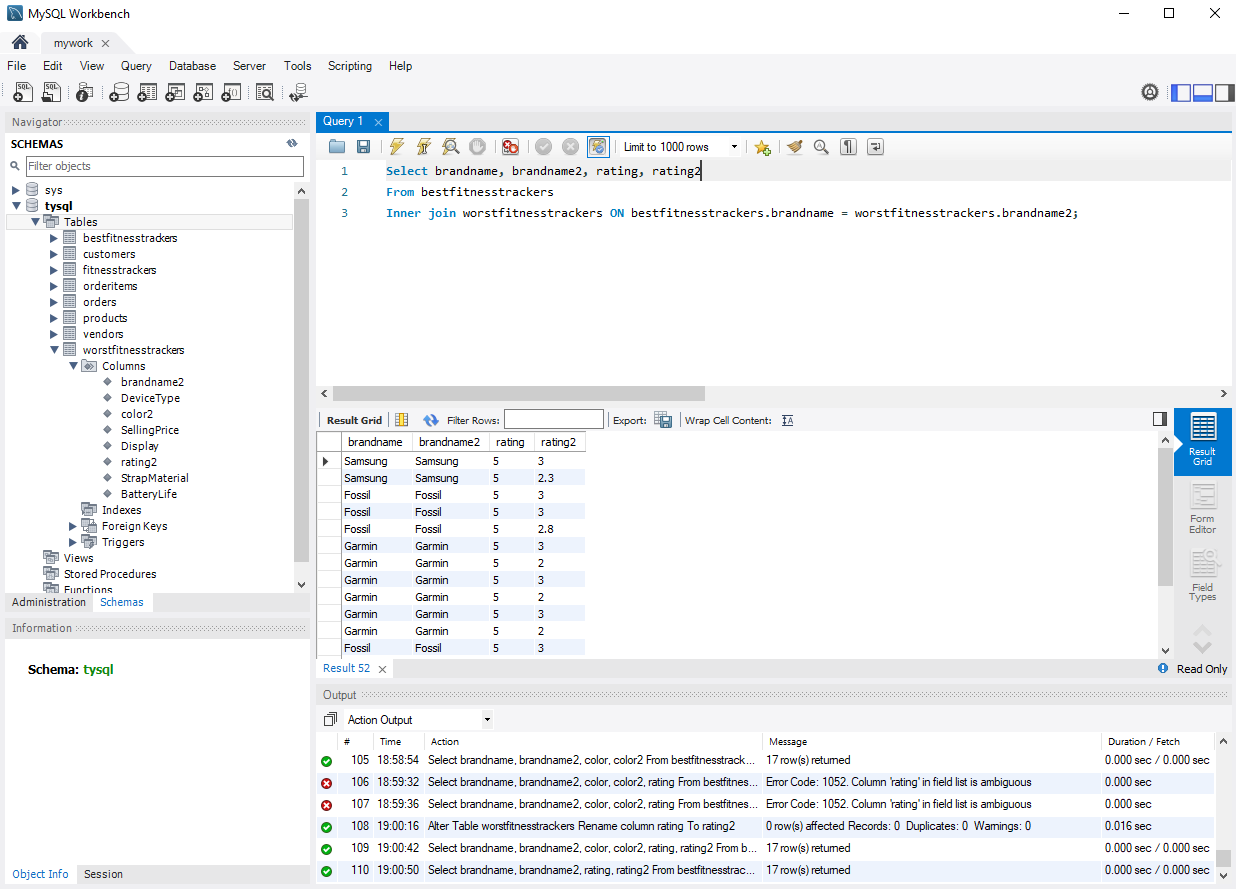 MySQL Workbench
mywork
File Edit View Query Database Server Tools Scripting Help
Navigator
SCHEMAS
Filter objects
sys
tysql
Tables
bestfitnesstrackers
customers
fitnesstrackers
orderitems
orders
products
vendors
worstfitnesstrackers
Columns
brandname2
DeviceType
color2
SellingPrice
Display
rating2
StrapMaterial
BatteryLife
Indexes
Foreign Keys
Triggers
Views
Stored Procedures
Functions
Administration Schemas
Information
Schema: tysql
Object Info Session
Query 1
Limit to 1000 rows
1 Select brandname, brandname2, rating, rating2
2 From bestfitnesstrackers
3 Inner join worstfitnesstrackers ON bestfitnesstrackers.brandname = worstfitnesstrackers.brandname2;
Result Grid Filter Rows: Export: Wrap Cell Content:
brandname brandname2 rating rating2
Samsung Samsung 5 3
Samsung Samsung 5 2.3
Fossil Fossil 5 3
Fossil Fossil 5 3
Fossil Fossil 5 2.8
Garmin Garmin 5 3
Garmin Garmin 5 2
Garmin Garmin 5 3
Garmin Garmin 5 2
Garmin Garmin 5 3
Garmin Garmin 5 2
Fossil Fossil 5 3
Result
Grid
Form
Editor
Field
Types
Result 52
Read Only
Output
Action Output
# Time Action Message Duration / Fetch
105 18:58:54 Select brandname, brandname2, color, color2 From bestfitnesstrack... 17 row(s) returned 0.000 sec / 0.000 sec
106 18:59:32 Select brandname, brandname2, color, color2, rating From bestfitnes... Error Code: 1052. Column 'rating' in field list is ambiguous 0.000 sec
107 18:59:36 Select brandname, brandname2, color, color2, rating From bestfitnes... Error Code: 1052. Column 'rating' in field list is ambiguous 0.000 sec
108 19:00:16 Alter Table worstfitnesstrackers Rename column rating To rating2 0 row(s) affected Records: 0 Duplicates: 0 Warnings: 0 0.016 sec
109 19:00:42 Select brandname, brandname2, color, color2, rating, rating2 From b... 17 row(s) returned 0.000 sec / 0.000 sec
110 19:00:50 Select brandname, brandname2, rating, rating2 From bestfitnesstrac... 17 row(s) returned 0.000 sec / 0.000 sec